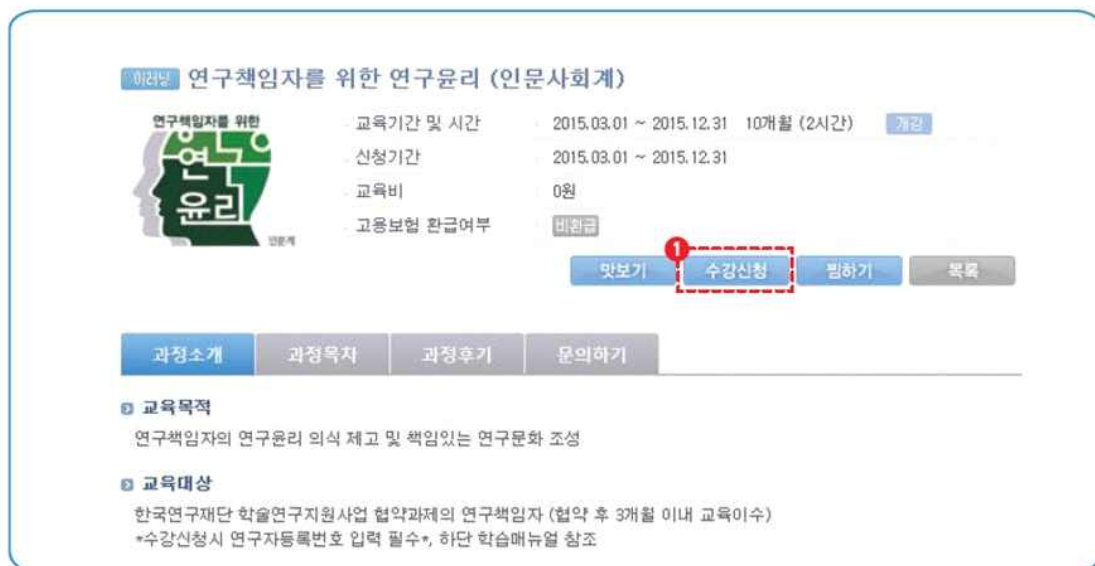 이러닝 연구책임자를 위한 연구윤리 (인문사회계)
연구책임자를 위한
연구
윤리
인문계
교육기간 및 시간 2015.03.01 ~ 2015.12.31 10개월 (2시간) 개강
신청기간 2015.03.01 ~ 2015.12.31
교육비 0원
고용보험 환급여부 비환급
1
맛보기 수강신청 찜하기 목록
과정소개 과정목차 과정후기 문의하기
교육목적
연구책임자의 연구윤리 의식 제고 및 책임있는 연구문화 조성
교육대상
한국연구재단 학술연구지원사업 협약과제의 연구책임자 (협약 후 3개월 이내 교육이수)
*수강신청시 연구자등록번호 입력 필수*, 하단 학습매뉴얼 참조